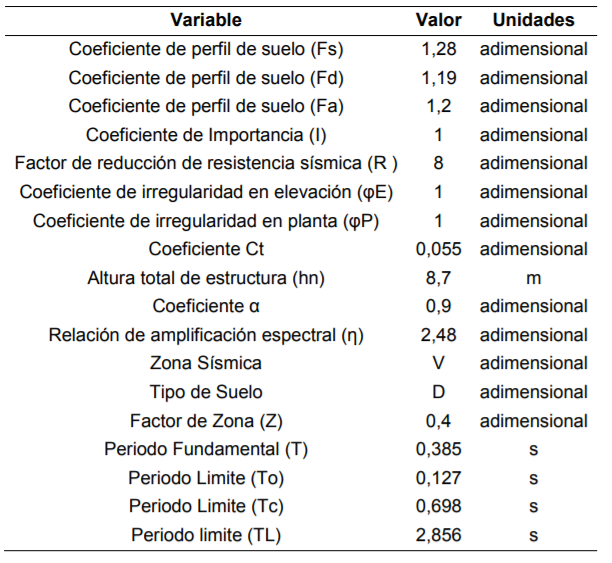 Variable Valor Unidades
Coeficiente de perfil de suelo (Fs) 1,28 adimensional
Coeficiente de perfil de suelo (Fd) 1,19 adimensional
Coeficiente de perfil de suelo (Fa) 1,2 adimensional
Coeficiente de Importancia (I) 1 adimensional
Factor de reducción de resistencia sísmica (R ) 8 adimensional
Coeficiente de irregularidad en elevación (φE) 1 adimensional
Coeficiente de irregularidad en planta (φP) 1 adimensional
Coeficiente Ct 0,055 adimensional
Altura total de estructura (hn) 8,7 m
Coeficiente α 0,9 adimensional
Relación de amplificación espectral (η) 2,48 adimensional
Zona Sísmica V adimensional
Tipo de Suelo D adimensional
Factor de Zona (Z) 0,4 adimensional
Periodo Fundamental (T) 0,385 s
Periodo Limite (To) 0,127 s
Periodo Limite (Tc) 0,698 s
Periodo limite (TL) 2,856 s